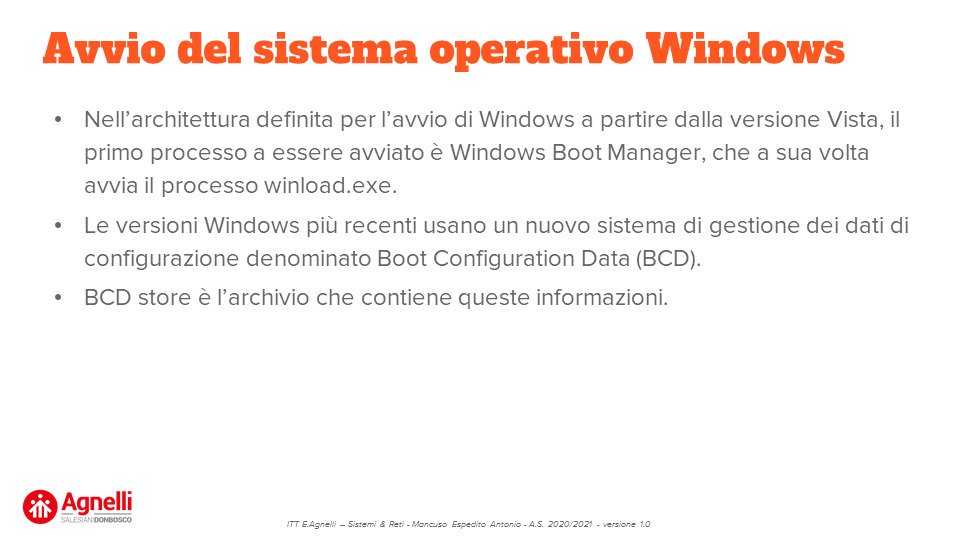 Avvio del sistema operativo Windows
• Nell’architettura definita per l’avvio di Windows a partire dalla versione Vista, il
primo processo a essere avviato è Windows Boot Manager, che a sua volta
avvia il processo winload.exe.
• Le versioni Windows più recenti usano un nuovo sistema di gestione dei dati di
configurazione denominato Boot Configuration Data (BCD).
• BCD store è l’archivio che contiene queste informazioni.
Agnelli
SALESIANIDONBOSCO
ITT E.Agnelli – Sistemi & Reti - Mancuso Espedito Antonio - A.S. 2020/2021 - versione 1.0